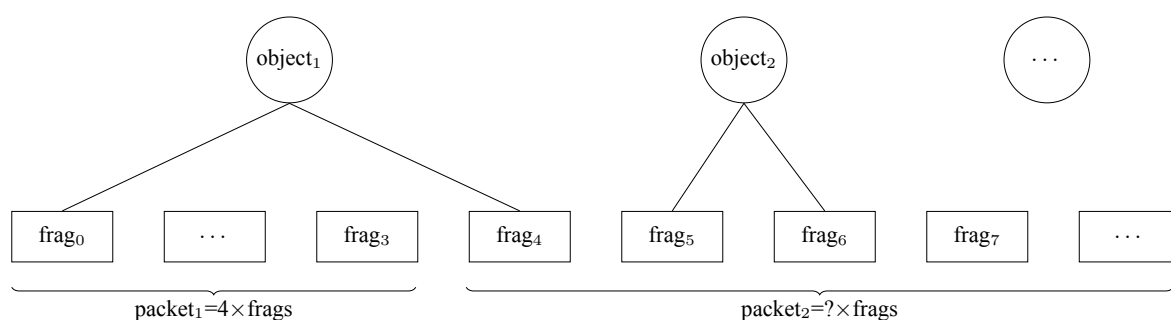 object₁ object₂ ···
frag₀ ··· frag₃ frag₄ frag₅ frag₆ frag₇ ···
packet₁=4×frags packet₂=?×frags